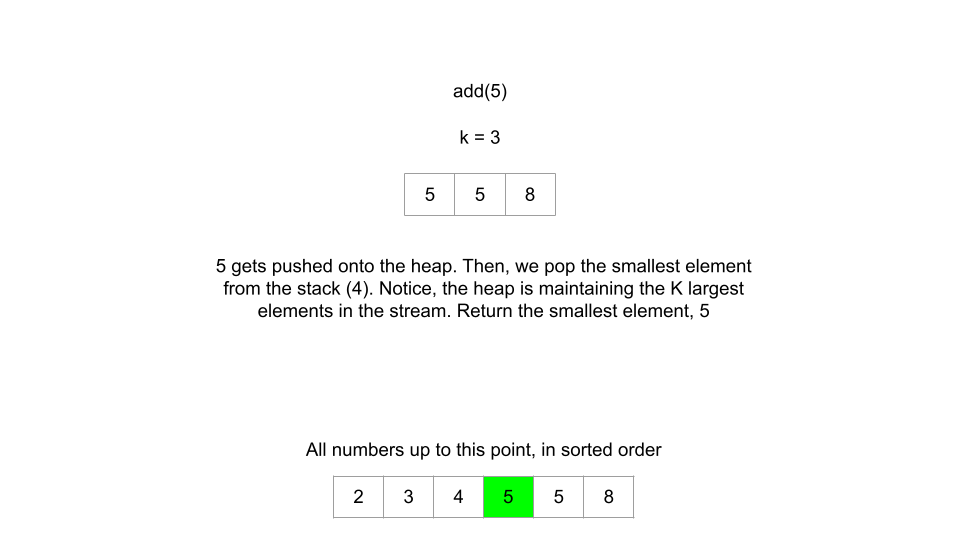 add(5)
k = 3
5 5 8
5 gets pushed onto the heap. Then, we pop the smallest element
from the stack (4). Notice, the heap is maintaining the K largest
elements in the stream. Return the smallest element, 5
All numbers up to this point, in sorted order
2 3 4 5 5 8